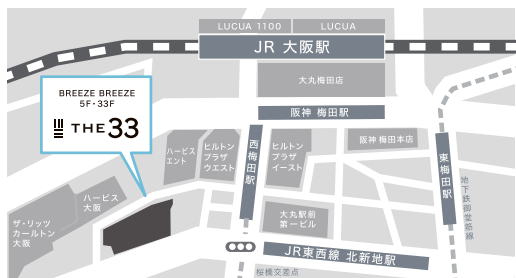 LUCUA 1100
LUCUA
JR 大阪駅
大丸梅田店
BREEZE BREEZE
5F・33F
THE 33
阪神 梅田駅
ハービス
エント
ヒルトン
プラザ
ウエスト
西梅田駅
ヒルトン
プラザ
イースト
阪神 梅田本店
東梅田駅
地下鉄御堂筋線
ハービス
大阪
ザ・リッツ
カールトン
大阪
大丸駅前
第一ビル
JR東西線 北新地駅
桜橋交差点